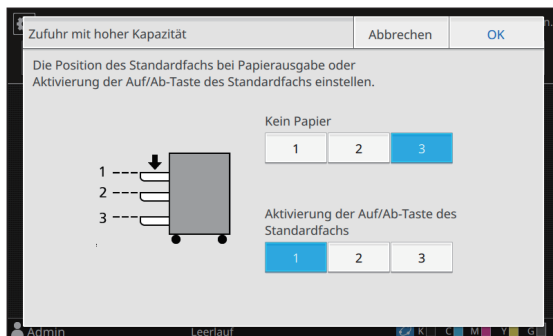 Zufuhr mit hoher Kapazität
Abbrechen
OK
Die Position des Standardfachs bei Papierausgabe oder
Aktivierung der Auf/Ab-Taste des Standardfachs einstellen.
Kein Papier
1 2 3
1
2
3
Aktivierung der Auf/Ab-Taste des
Standardfachs
1 2 3
Admin Leerlauf K C M Y G